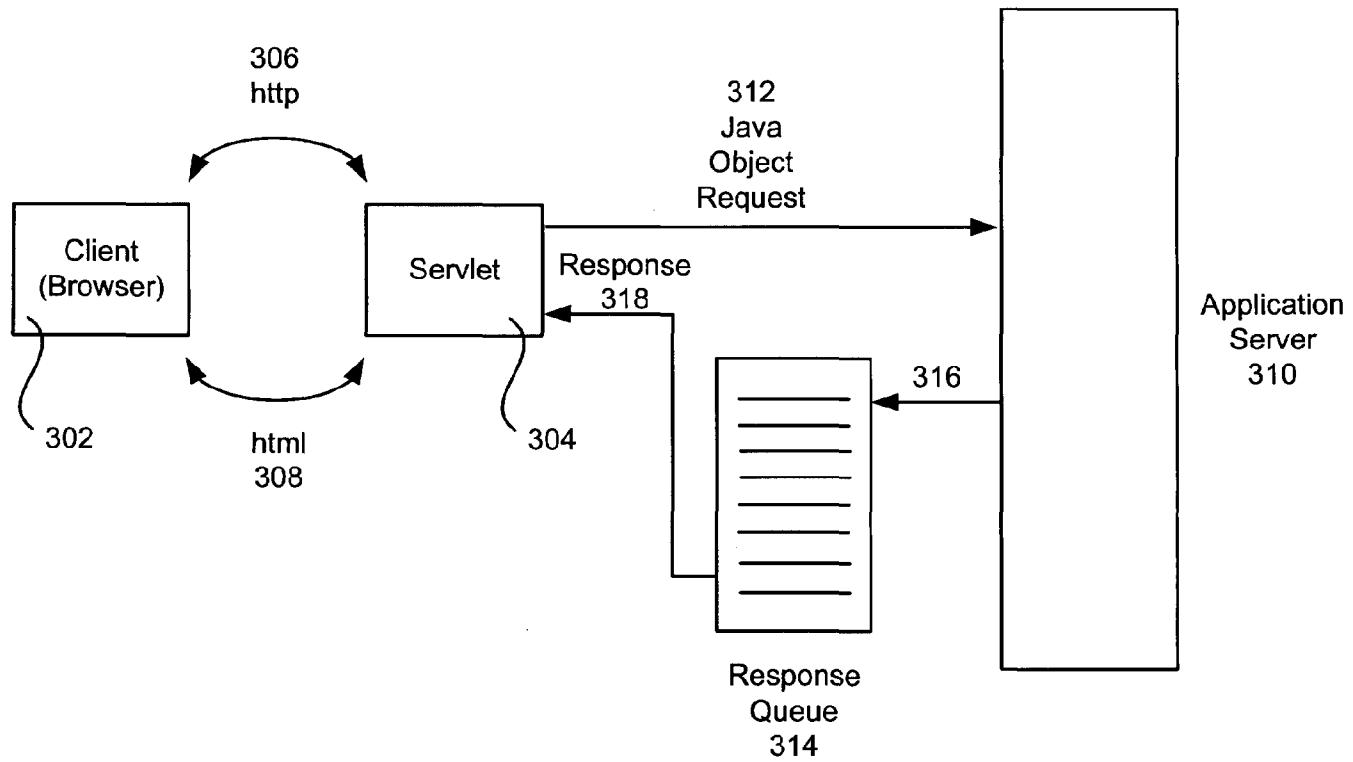 306
http
312
Java
Object
Request
Client
(Browser)
Servlet
Response
318
Application
Server
310
316
302
304
html
308
Response
Queue
314